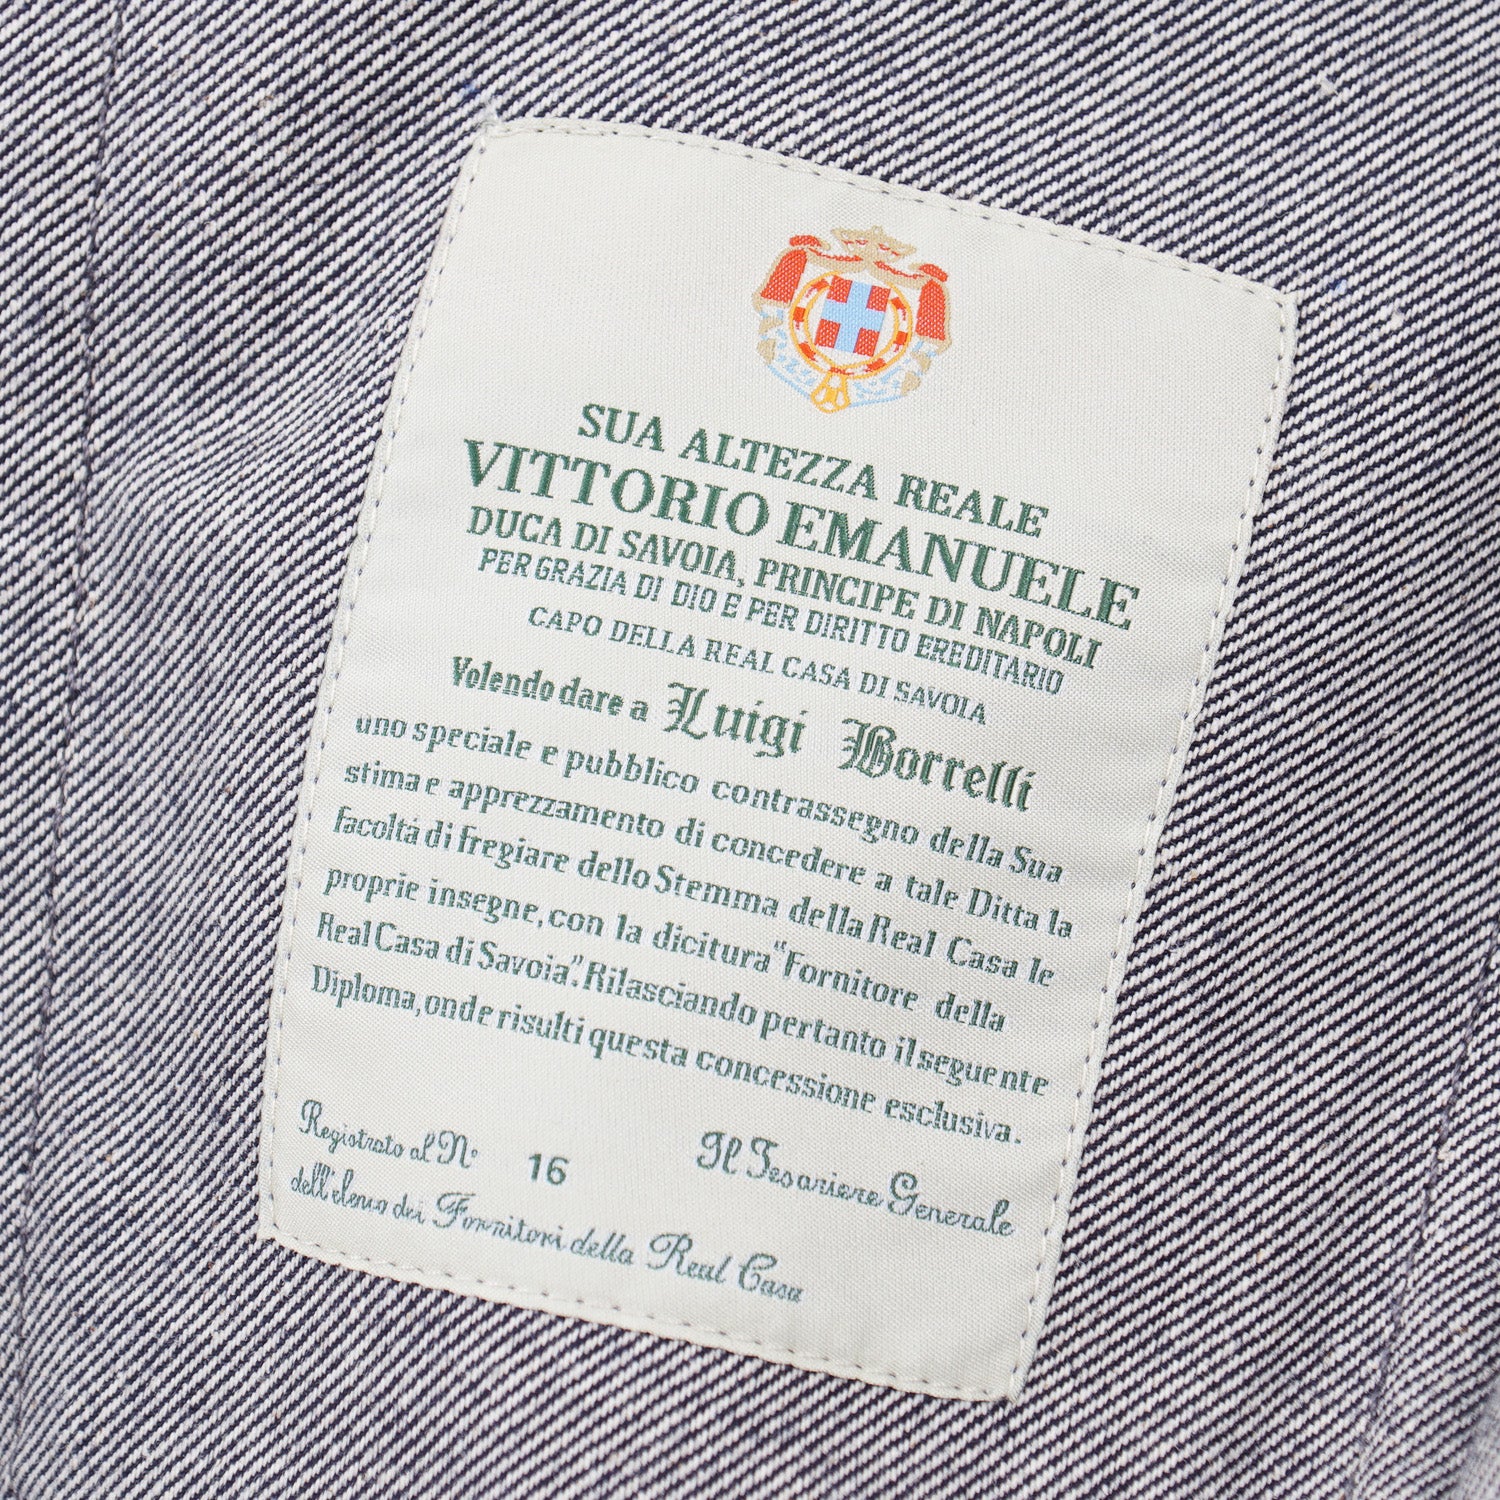 SUA ALTEZZA REALE
VITTORIO EMANUELE
DUCA DI SAVOIA, PRINCIPE DI NAPOLI
PER GRAZIA DI DIO E PER DIRITTO EREDITARIO
CAPO DELLA REAL CASA DI SAVOIA
Volendo dare a Luigi Borrelli
uno speciale e pubblico contrassegno della Sua
stima e apprezzamento di concedere a tale Ditta la
facoltà di fregiare dello Stemma della Real Casa le
proprie insegne, con la dicitura "Fornitore della
Real Casa di Savoia". Rilasciando pertanto il seguente
Diploma, onde risulti questa concessione esclusiva.
Registrato al N° 16 Il Tesoriere Generale
dell'elenco dei Fornitori della Real Casa